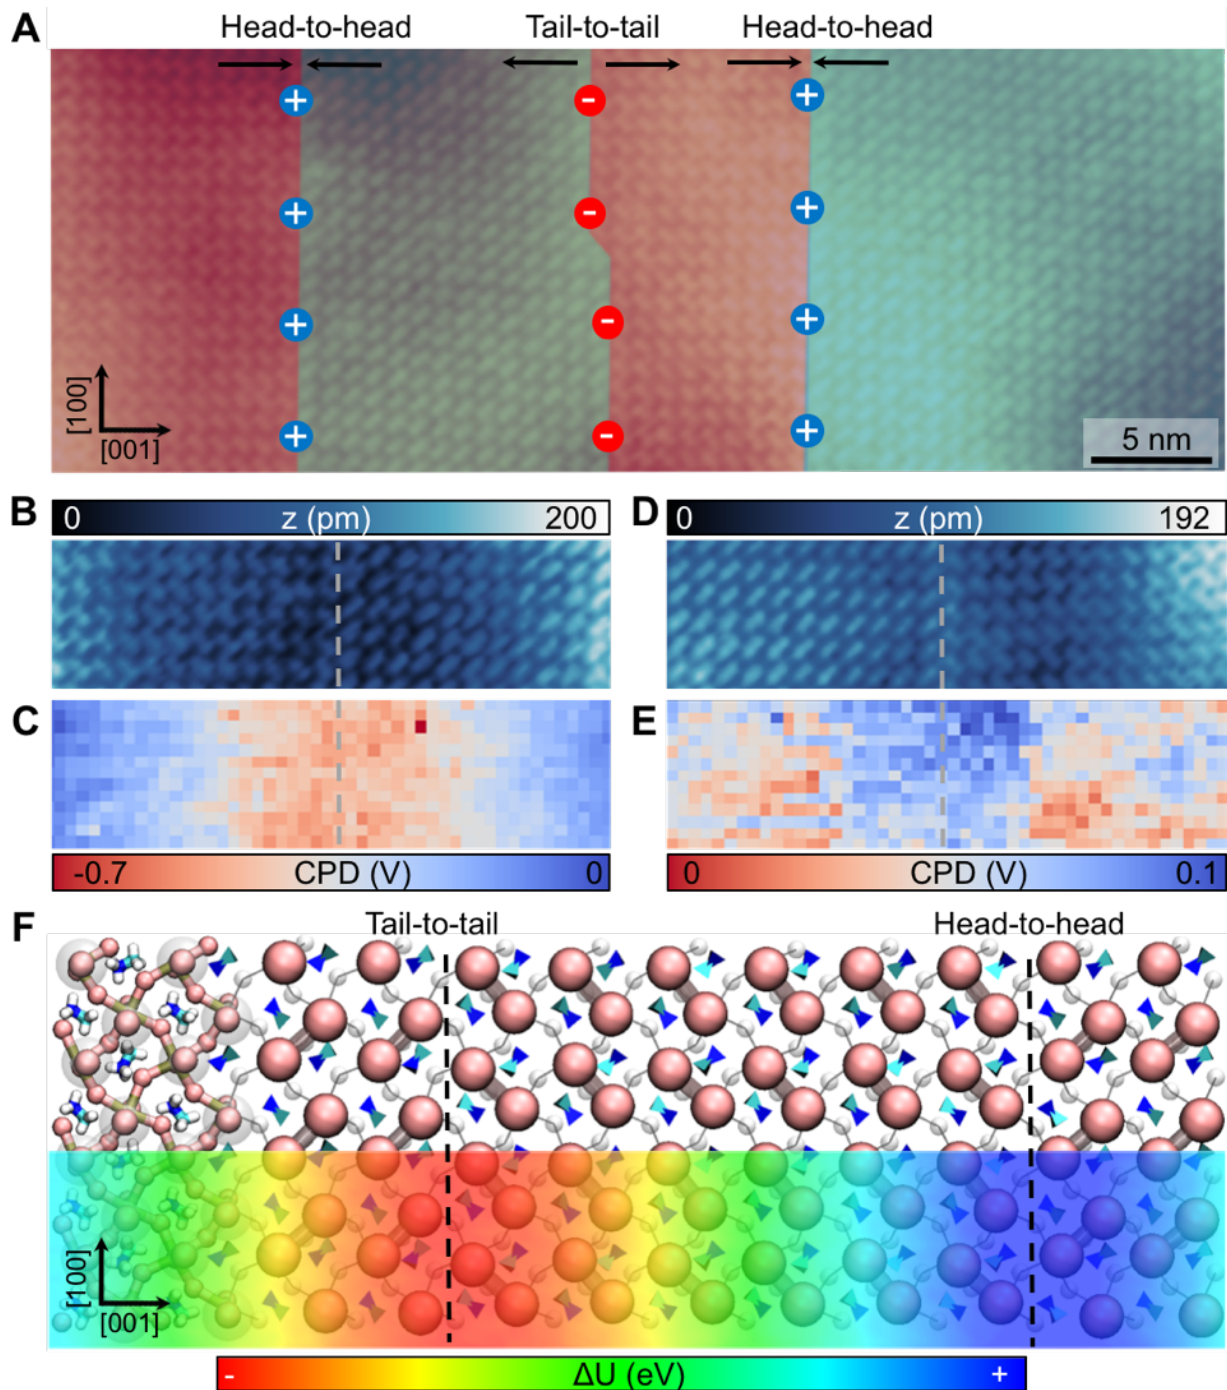 A
Head-to-head Tail-to-tail Head-to-head
+ - +
+ - +
+ - +
+ - +
[100]
[001]
5 nm
B 0 z (pm) 200
D 0 z (pm) 192
C
E
-0.7 CPD (V) 0
0 CPD (V) 0.1
F Tail-to-tail Head-to-head
[100]
[001]
- ΔU (eV) +